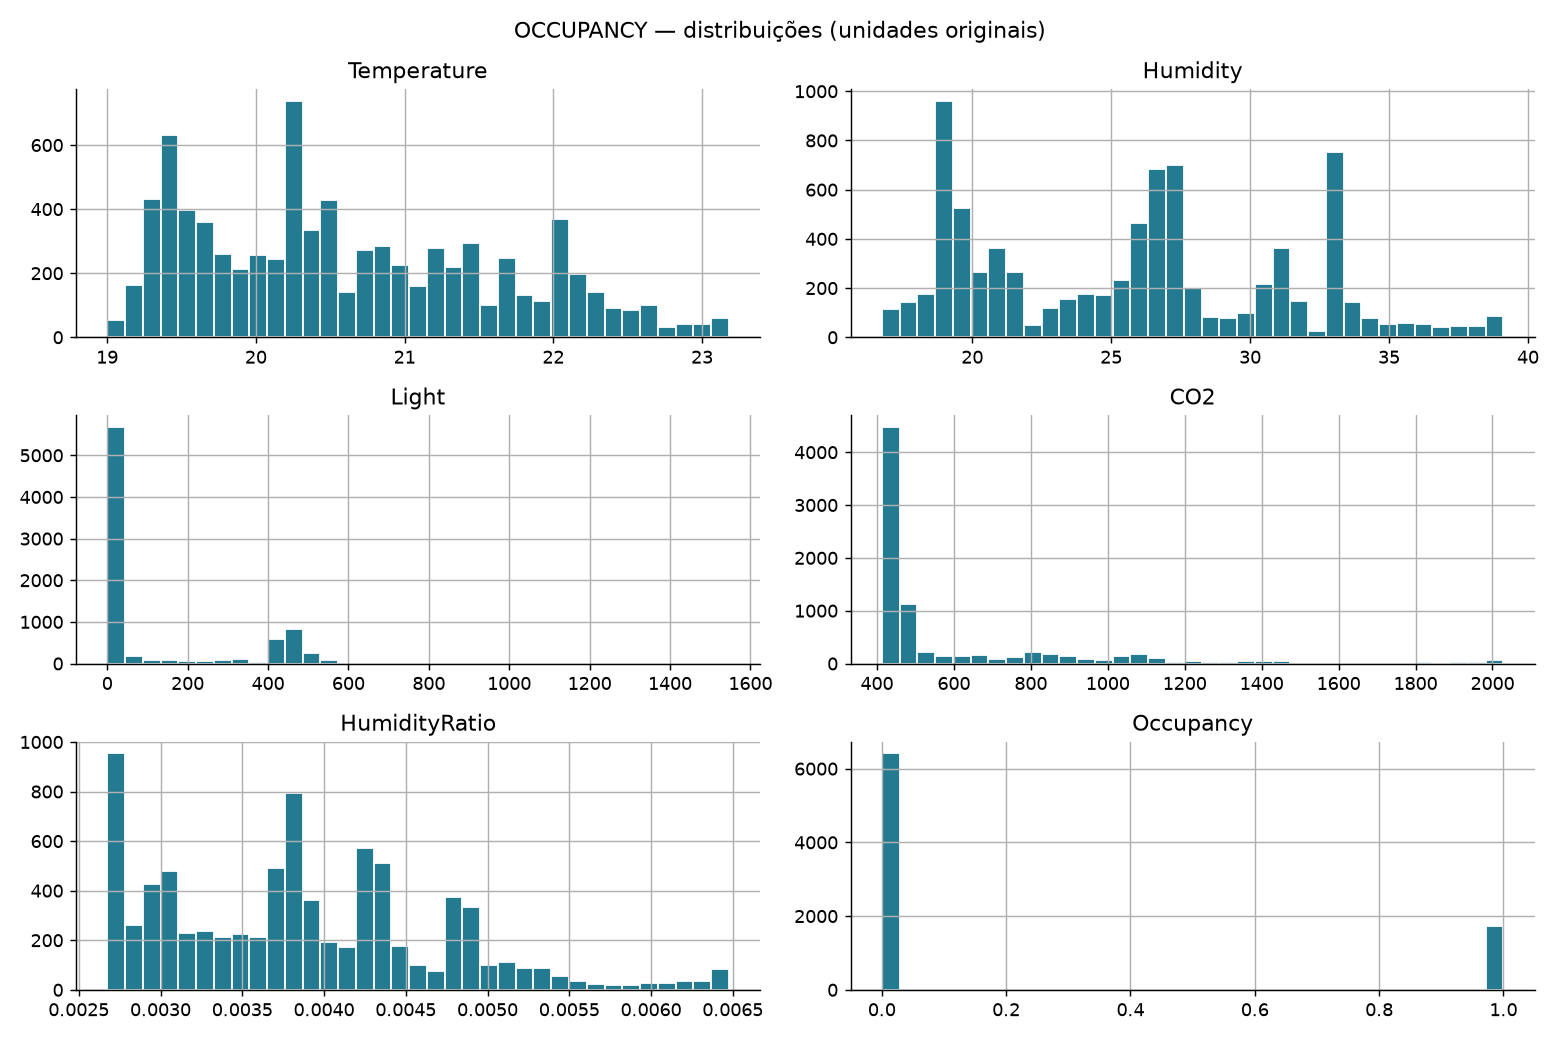 OCCUPANCY — distribuições (unidades originais)
Temperature
600
400
200
0
19 20 21 22 23
Humidity
1000
800
600
400
200
0
20 25 30 35 40
Light
5000
4000
3000
2000
1000
0
0 200 400 600 800 1000 1200 1400 1600
CO2
4000
3000
2000
1000
0
400 600 800 1000 1200 1400 1600 1800 2000
HumidityRatio
1000
800
600
400
200
0
0.0025 0.0030 0.0035 0.0040 0.0045 0.0050 0.0055 0.0060 0.0065
Occupancy
6000
4000
2000
0
0.0 0.2 0.4 0.6 0.8 1.0